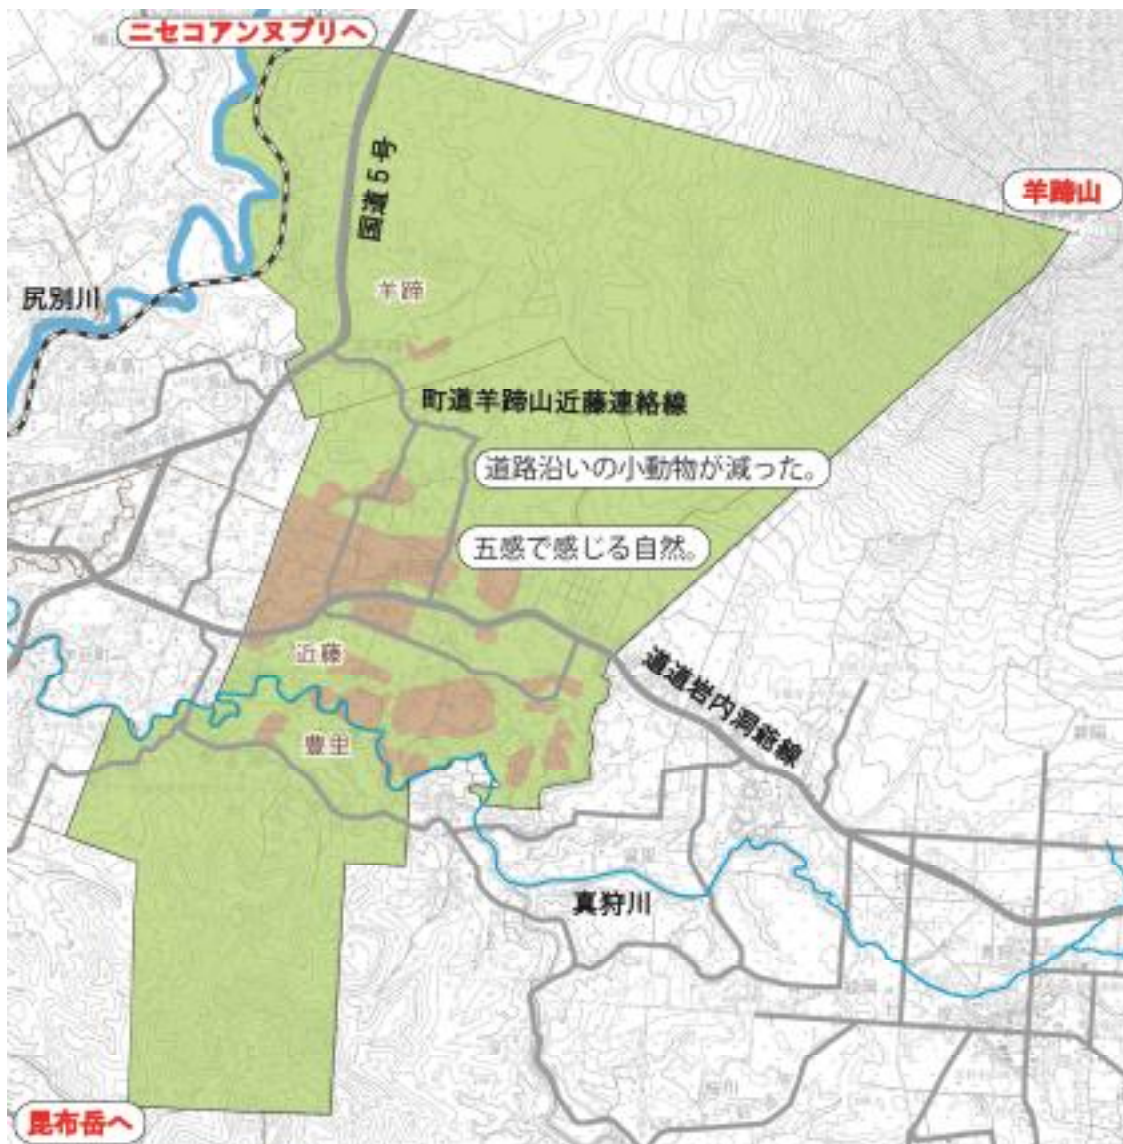 ニセコアンヌプリへ
羊蹄山
国道5号
羊蹄
尻別川
町道羊蹄山近藤連絡線
道路沿いの小動物が減った。
五感で感じる自然。
近藤
道道岩内洞爺線
豊里
真狩川
昆布岳へ